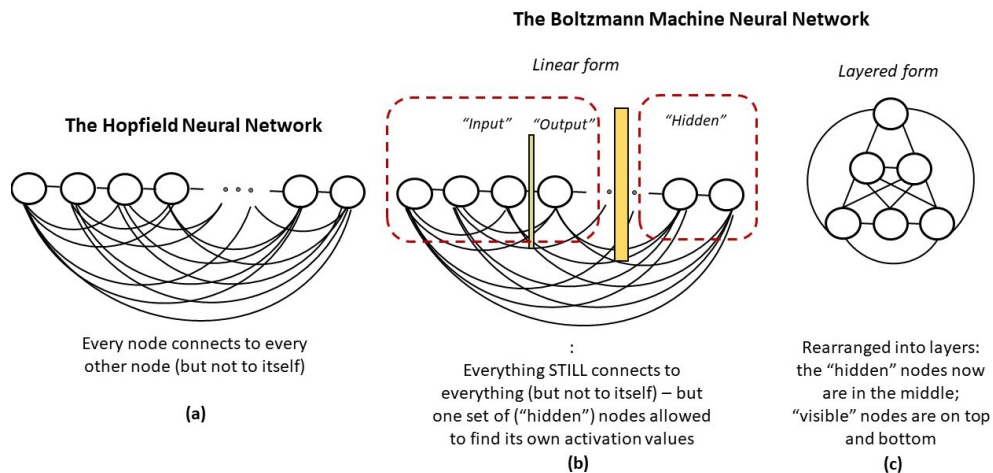 The Boltzmann Machine Neural Network
Linear form
Layered form
The Hopfield Neural Network
“Input”
“Output”
“Hidden”
Every node connects to every
other node (but not to itself)
(a)
:
Everything STILL connects to
everything (but not to itself) – but
one set of (“hidden”) nodes allowed
to find its own activation values
(b)
Rearranged into layers:
the “hidden” nodes now
are in the middle;
“visible” nodes are on top
and bottom
(c)